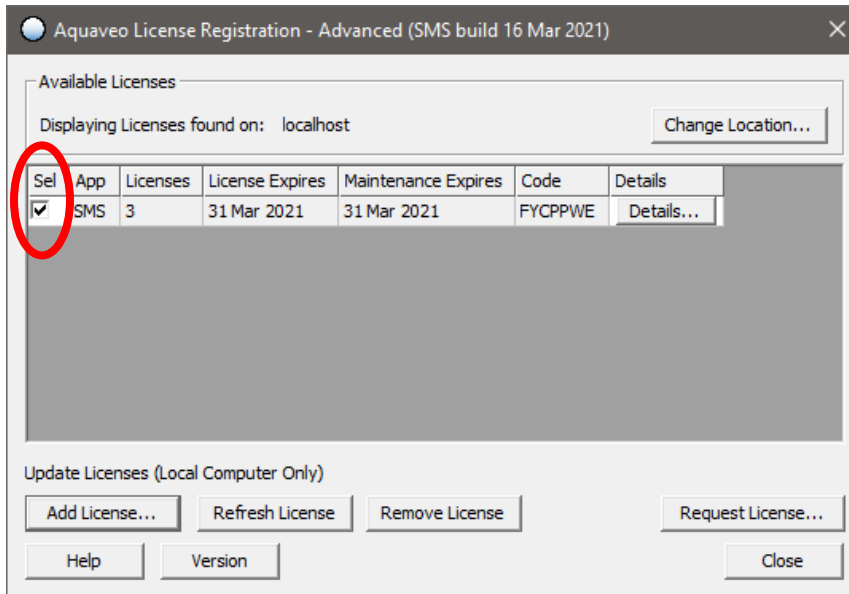 Aquaveo License Registration - Advanced (SMS build 16 Mar 2021)
Available Licenses
Displaying Licenses found on: localhost
Change Location...
Sel App Licenses License Expires Maintenance Expires Code Details
SMS 3 31 Mar 2021 31 Mar 2021 FYCPPWE Details...
Update Licenses (Local Computer Only)
Add License... Refresh License Remove License Request License...
Help Version Close